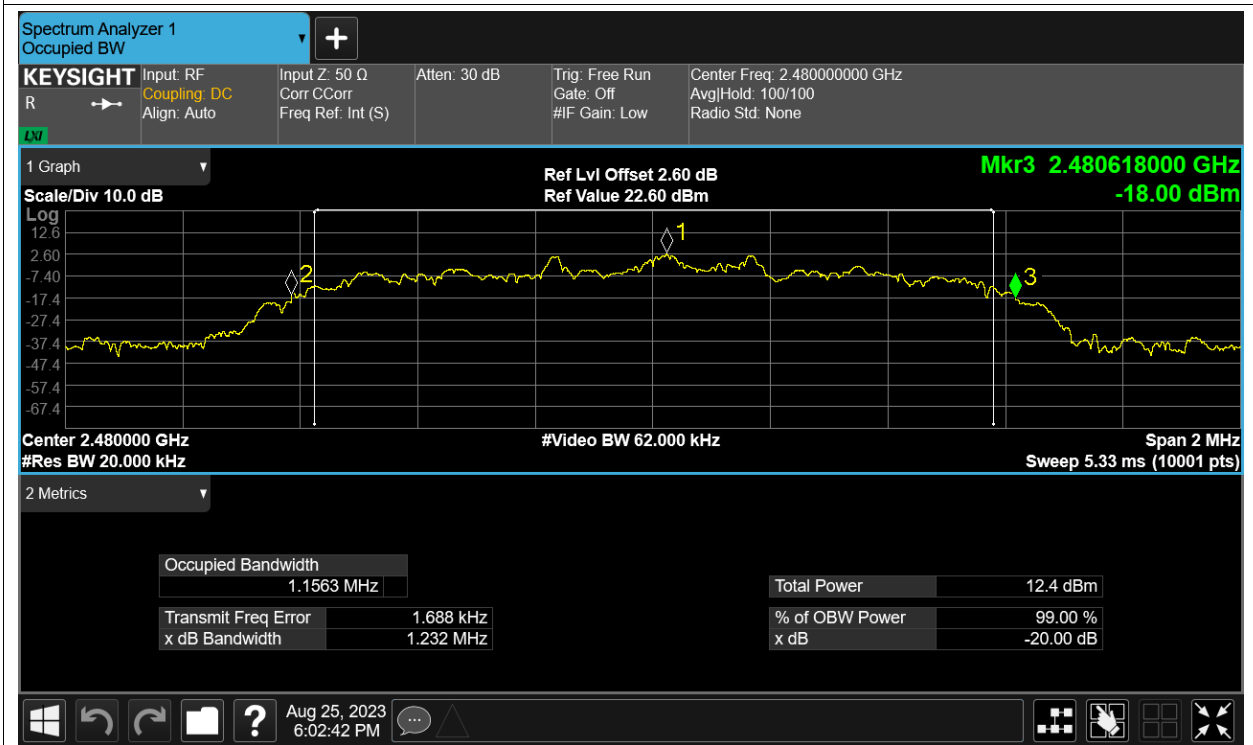 Spectrum Analyzer 1
Occupied BW
KEYSIGHT
R
LXI
Input: RF
Coupling: DC
Align: Auto
Input Z: 50 Ω
Corr CCorr
Freq Ref: Int (S)
Atten: 30 dB
Trig: Free Run
Gate: Off
#IF Gain: Low
Center Freq: 2.480000000 GHz
Avg|Hold: 100/100
Radio Std: None
1 Graph
Scale/Div 10.0 dB
Ref Lvl Offset 2.60 dB
Ref Value 22.60 dBm
Mkr3 2.480618000 GHz
-18.00 dBm
Log
12.6
2.60
-7.40
-17.4
-27.4
-37.4
-47.4
-57.4
-67.4
1
2
3
Center 2.480000 GHz
#Video BW 62.000 kHz
Span 2 MHz
#Res BW 20.000 kHz
Sweep 5.33 ms (10001 pts)
2 Metrics
Occupied Bandwidth
1.1563 MHz
Transmit Freq Error 1.688 kHz
x dB Bandwidth 1.232 MHz
Total Power 12.4 dBm
% of OBW Power 99.00 %
x dB -20.00 dB
?
Aug 25, 2023
6:02:42 PM